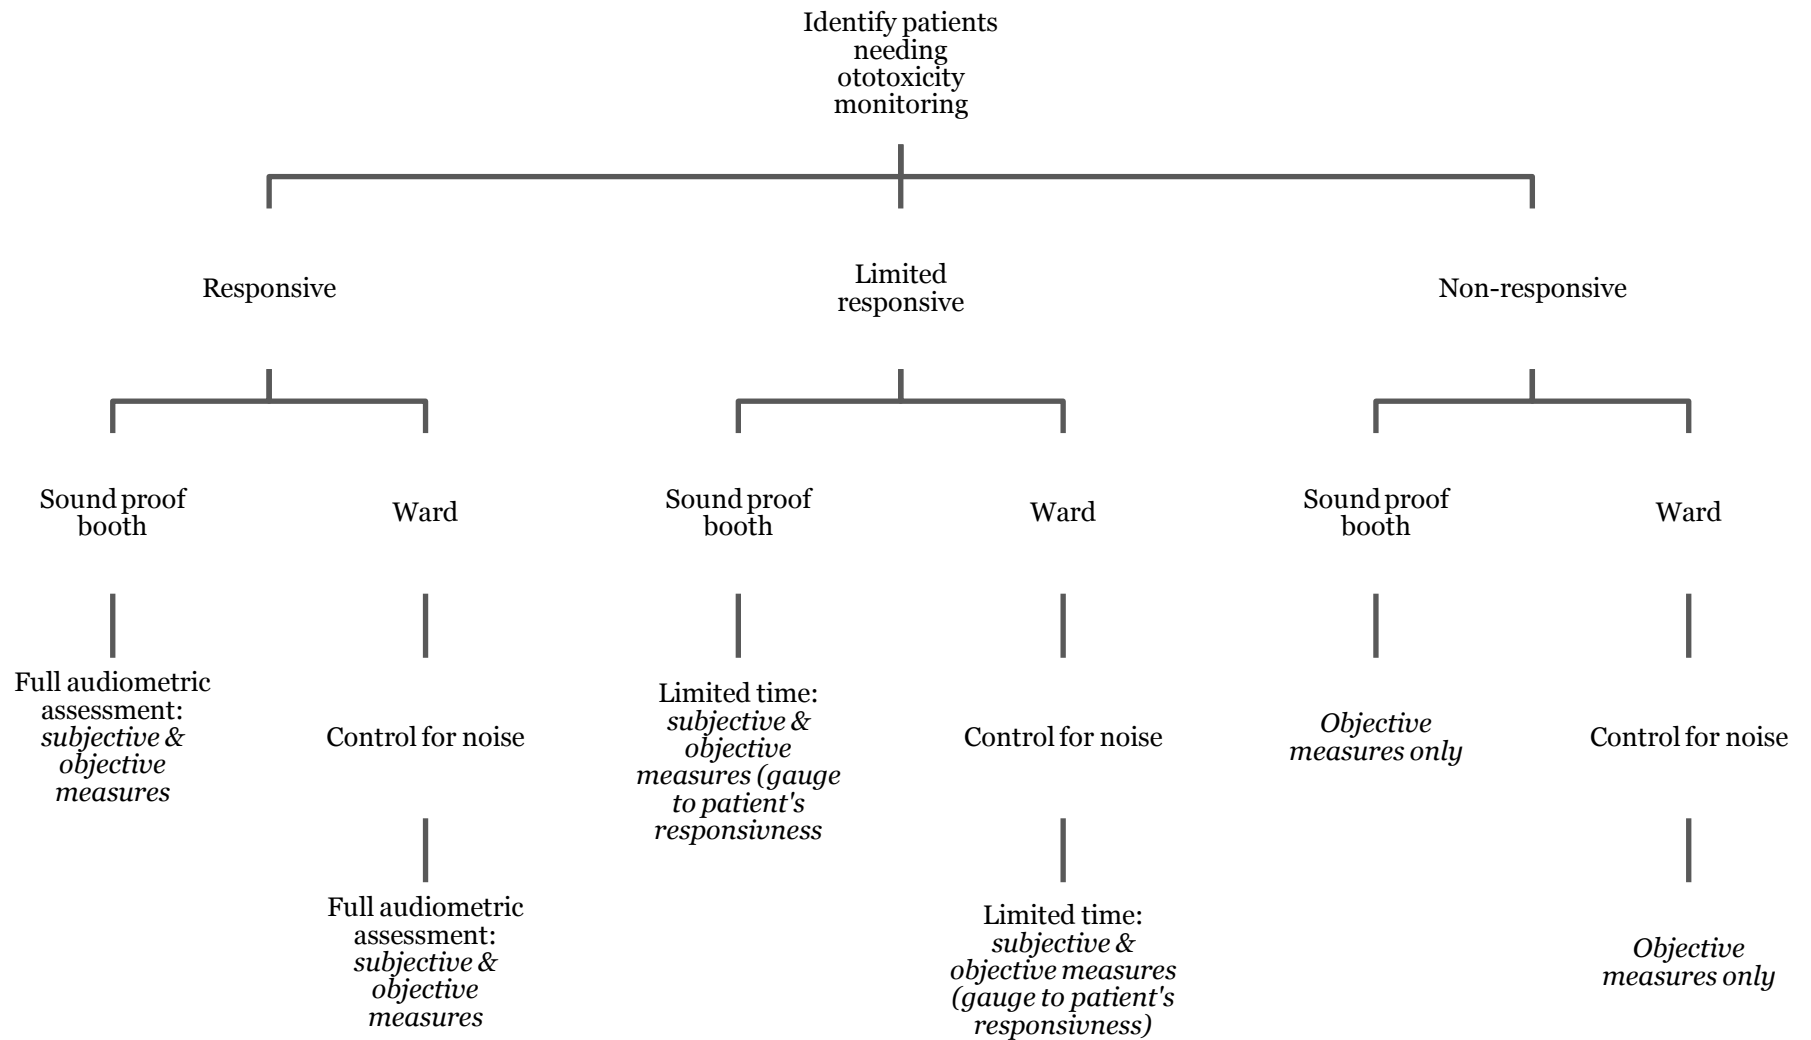 Identify patients
needing
ototoxicity
monitoring
Responsive
Limited
responsive
Non-responsive
Sound proof
booth
Ward
Sound proof
booth
Ward
Sound proof
booth
Ward
Full audiometric
assessment:
subjective &
objective
measures
Control for noise
Limited time:
subjective &
objective
measures (gauge
to patient's
responsivness
Control for noise
Objective
measures only
Control for noise
Full audiometric
assessment:
subjective &
objective
measures
Limited time:
subjective &
objective measures
(gauge to patient's
responsivness)
Objective
measures only